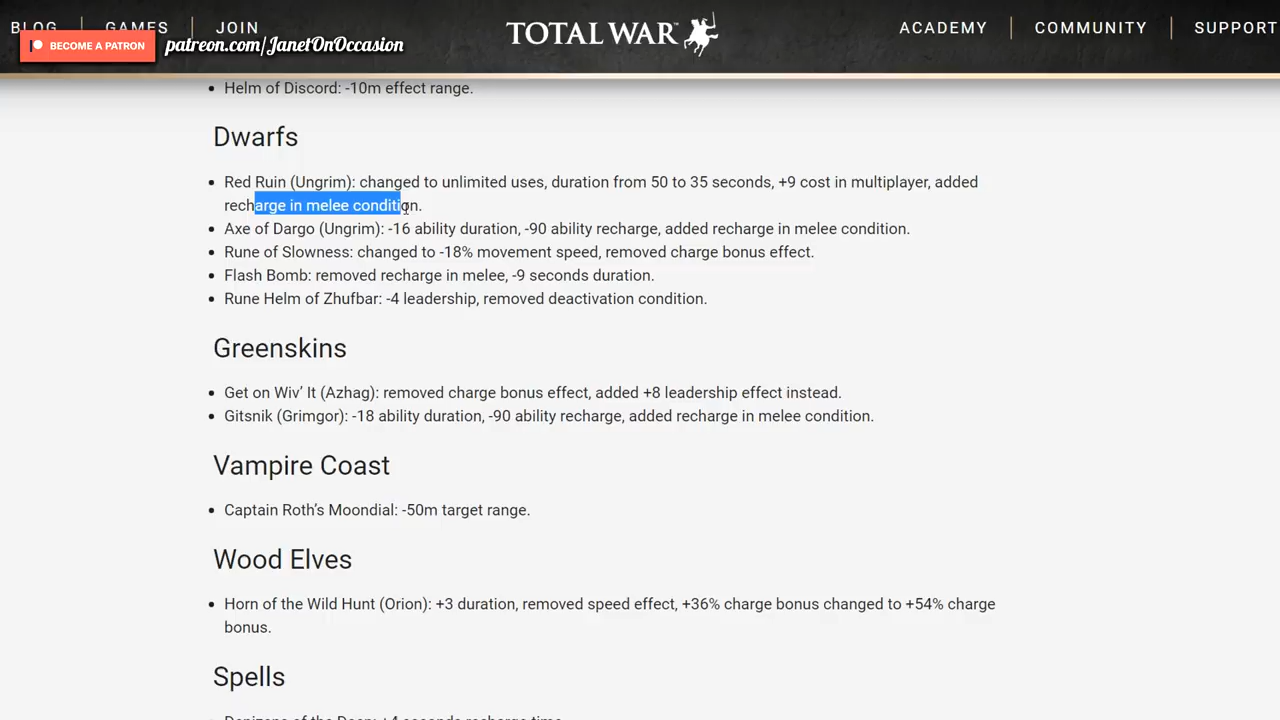 BLOG GAMES JOIN TOTAL WAR™ ACADEMY COMMUNITY SUPPORT
BECOME A PATRON patreon.com/JanetOnOccasion
Helm of Discord: -10m effect range.
Dwarfs
Red Ruin (Ungrim): changed to unlimited uses, duration from 50 to 35 seconds, +9 cost in multiplayer, added
recharge in melee condition.
Axe of Dargo (Ungrim): -16 ability duration, -90 ability recharge, added recharge in melee condition.
Rune of Slowness: changed to -18% movement speed, removed charge bonus effect.
Flash Bomb: removed recharge in melee, -9 seconds duration.
Rune Helm of Zhufbar: -4 leadership, removed deactivation condition.
Greenskins
Get on Wiv’ It (Azhag): removed charge bonus effect, added +8 leadership effect instead.
Gitsnik (Grimgor): -18 ability duration, -90 ability recharge, added recharge in melee condition.
Vampire Coast
Captain Roth’s Moondial: -50m target range.
Wood Elves
Horn of the Wild Hunt (Orion): +3 duration, removed speed effect, +36% charge bonus changed to +54% charge
bonus.
Spells